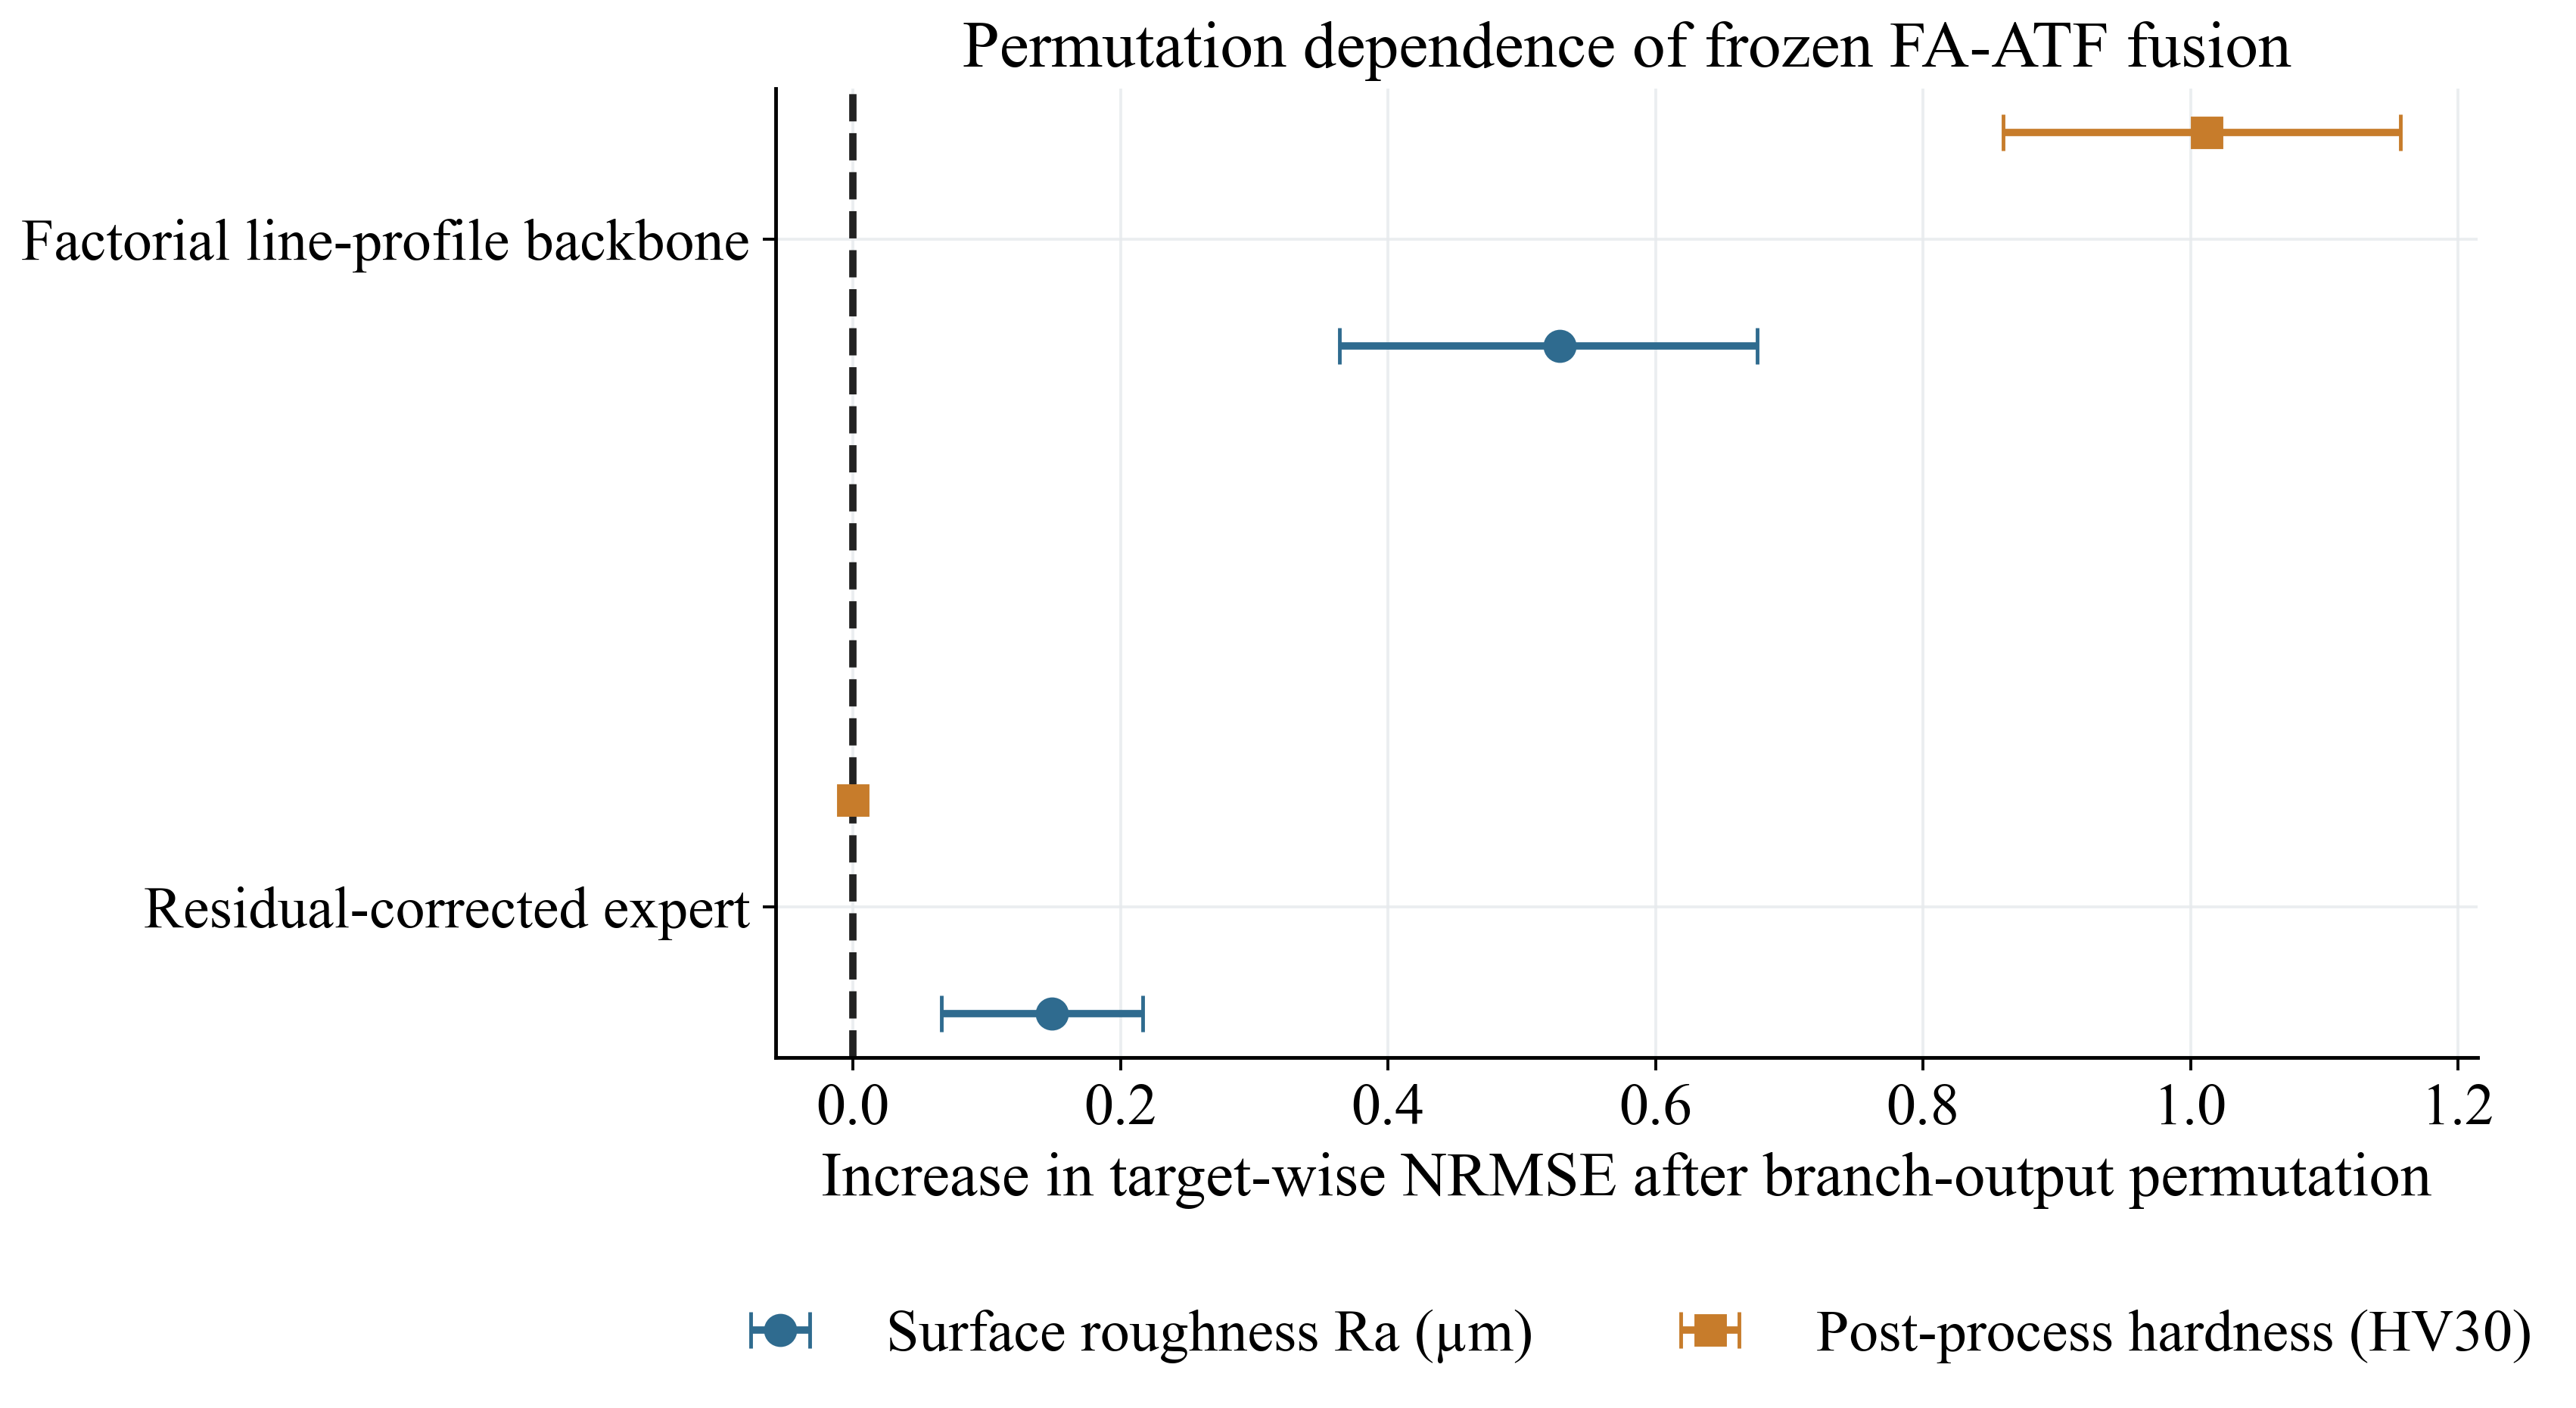 Permutation dependence of frozen FA-ATF fusion
Factorial line-profile backbone
Residual-corrected expert
0.0 0.2 0.4 0.6 0.8 1.0 1.2
Increase in target-wise NRMSE after branch-output permutation
Surface roughness Ra (µm) Post-process hardness (HV30)